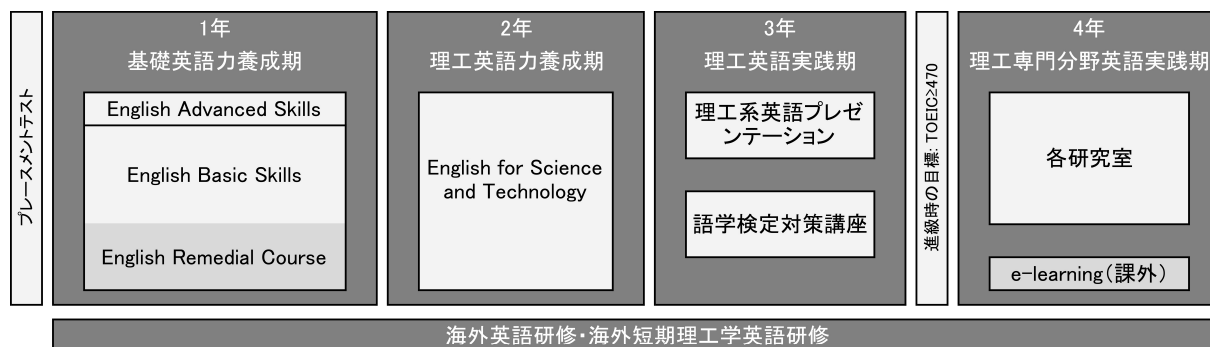 プレースメントテスト
1年
基礎英語力養成期
English Advanced Skills
English Basic Skills
English Remedial Course
2年
理工英語力養成期
English for Science
and Technology
3年
理工英語実践期
理工系英語プレゼ
ンテーション
語学検定対策講座
進級時の目標: TOEIC≥470
4年
理工専門分野英語実践期
各研究室
e-learning(課外)
海外英語研修・海外短期理工学英語研修